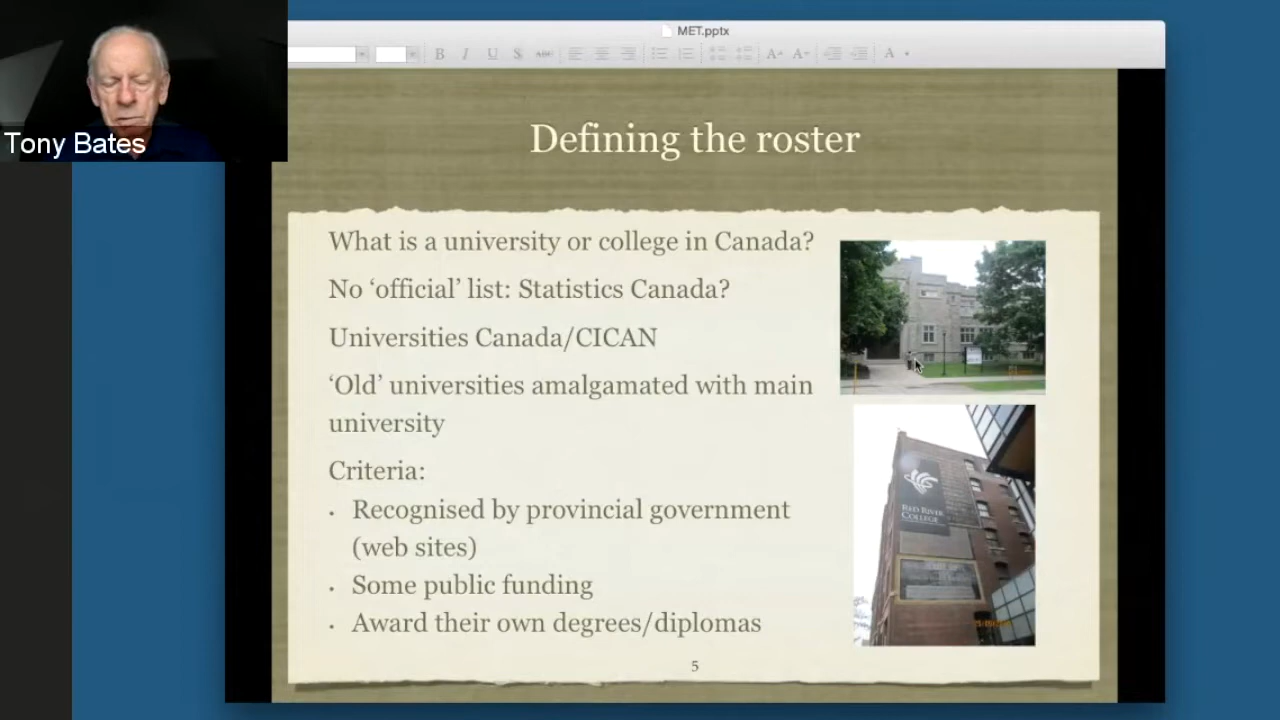 MET.pptx
B I U S ABC
A A A
Tony Bates
Defining the roster
What is a university or college in Canada?
No ‘official’ list: Statistics Canada?
Universities Canada/CICAN
‘Old’ universities amalgamated with main
university
Criteria:
• Recognised by provincial government
(web sites)
• Some public funding
• Award their own degrees/diplomas
RED RIVER
COLLEGE
5